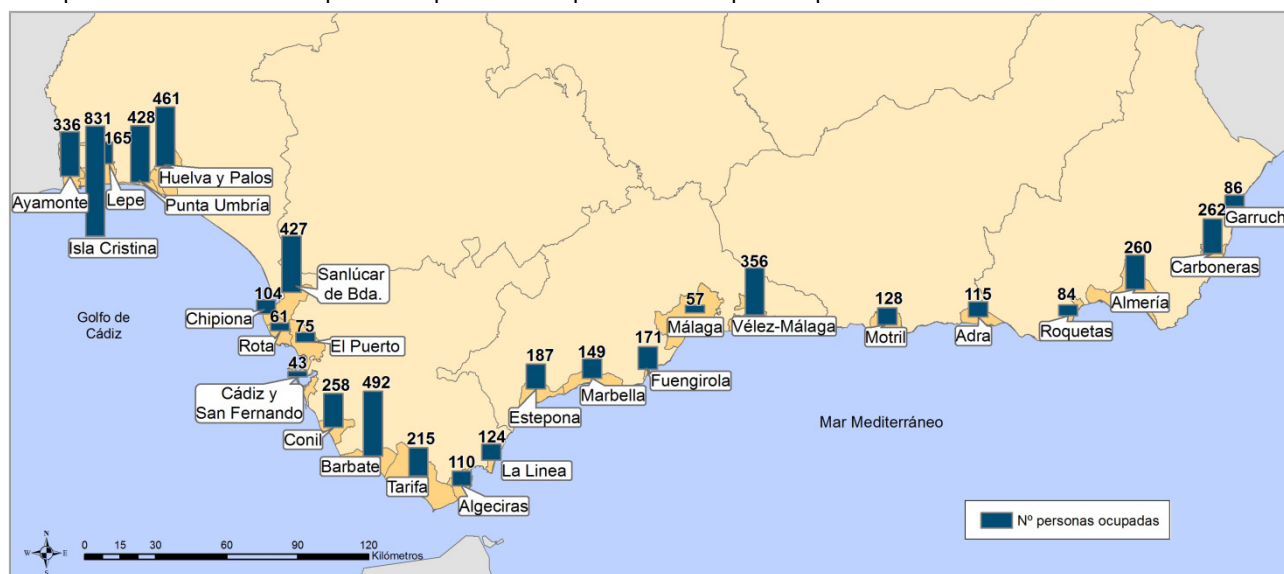 461
336
831
165
428
Huelva y Palos
Ayamonte
Lepe
Punta Umbría
Isla Cristina
427
Sanlúcar
de Bda.
104
Chipiona
Golfo de
Cádiz
61
Rota
75
El Puerto
43
Cádiz y
San Fernando
258
Conil
492
Barbate
215
Tarifa
110
Algeciras
124
La Linea
187
Estepona
149
Marbella
171
Fuengirola
57
Málaga
356
Vélez-Málaga
128
Motril
115
Adra
84
Roquetas
260
Almería
262
Carboneras
86
Garruch
Mar Mediterráneo
Nº personas ocupadas
N
W
E
S
0 15 30 60 90 120
Kilómetros